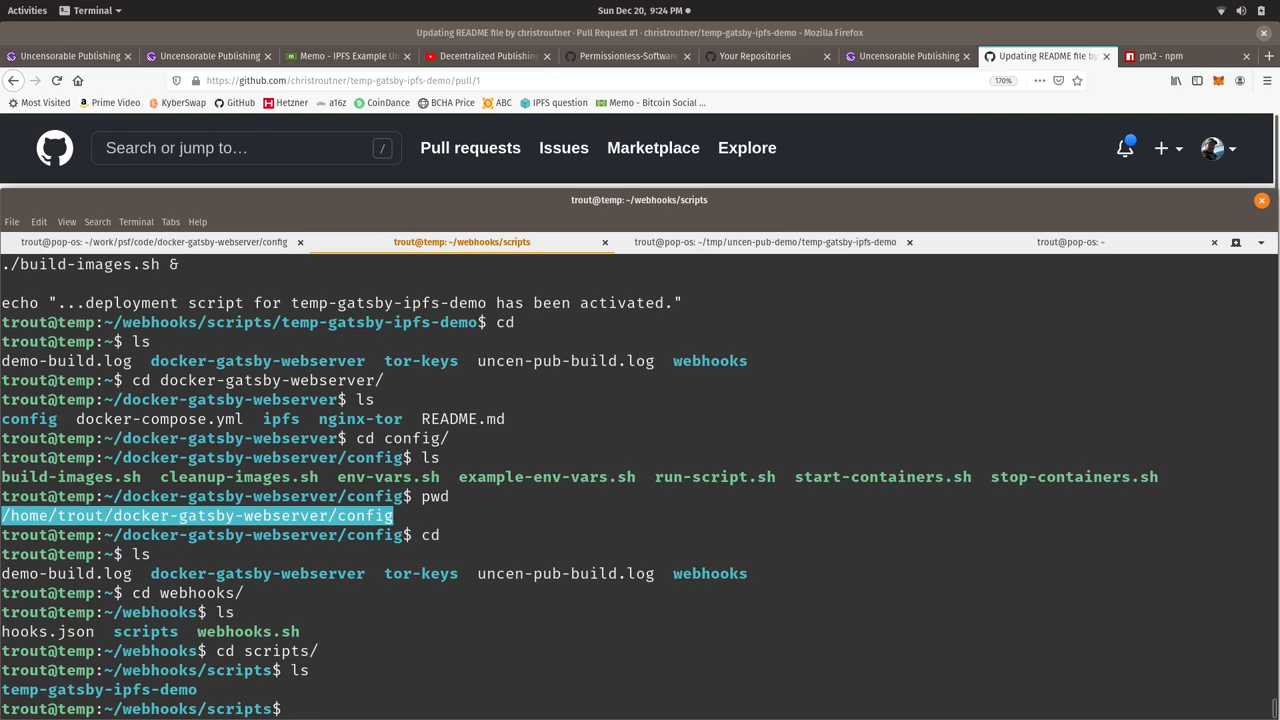 Activities Terminal Sun Dec 20, 9:24 PM
Updating README file by christroutner · Pull Request #1 · christroutner/temp-gatsby-ipfs-demo - Mozilla Firefox
Uncensorable Publishing Uncensorable Publishing Memo - IPFS Example Un Decentralized Publishing Permissionless-Software Your Repositories Uncensorable Publishing Updating README file by pm2 - npm
https://github.com/christroutner/temp-gatsby-ipfs-demo/pull/1 170%
Most Visited Prime Video KyberSwap GitHub Hetzner a16z CoinDance BCHA Price ABC IPFS question Memo - Bitcoin Social ...
Search or jump to… / Pull requests Issues Marketplace Explore
trout@temp: ~/webhooks/scripts
File Edit View Search Terminal Tabs Help
trout@pop-os: ~/work/psf/code/docker-gatsby-webserver/config trout@temp: ~/webhooks/scripts trout@pop-os: ~/tmp/uncen-pub-demo/temp-gatsby-ipfs-demo trout@pop-os: ~
./build-images.sh &
echo "...deployment script for temp-gatsby-ipfs-demo has been activated."
trout@temp:~/webhooks/scripts/temp-gatsby-ipfs-demo$ cd
trout@temp:~$ ls
demo-build.log docker-gatsby-webserver tor-keys uncen-pub-build.log webhooks
trout@temp:~$ cd docker-gatsby-webserver/
trout@temp:~/docker-gatsby-webserver$ ls
config docker-compose.yml ipfs nginx-tor README.md
trout@temp:~/docker-gatsby-webserver$ cd config/
trout@temp:~/docker-gatsby-webserver/config$ ls
build-images.sh cleanup-images.sh env-vars.sh example-env-vars.sh run-script.sh start-containers.sh stop-containers.sh
trout@temp:~/docker-gatsby-webserver/config$ pwd
/home/trout/docker-gatsby-webserver/config
trout@temp:~/docker-gatsby-webserver/config$ cd
trout@temp:~$ ls
demo-build.log docker-gatsby-webserver tor-keys uncen-pub-build.log webhooks
trout@temp:~$ cd webhooks/
trout@temp:~/webhooks$ ls
hooks.json scripts webhooks.sh
trout@temp:~/webhooks$ cd scripts/
trout@temp:~/webhooks/scripts$ ls
temp-gatsby-ipfs-demo
trout@temp:~/webhooks/scripts$